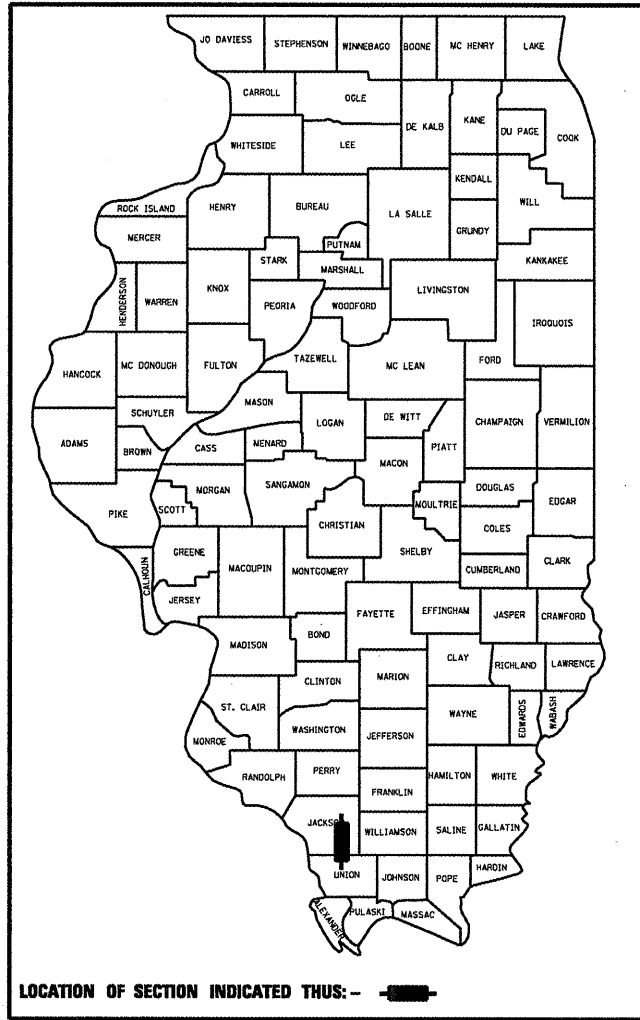 JO DAVIESS
STEPHENSON
WINNEBAGO
BOONE
MC HENRY
LAKE
CARROLL
OGLE
DE KALB
KANE
DU PAGE
COOK
WHITESIDE
LEE
KENDALL
WILL
ROCK ISLAND
HENRY
BUREAU
LA SALLE
GRUNDY
MERCER
PUTNAM
KANKAKEE
STARK
MARSHALL
HENDERSON
WARREN
KNOX
PEORIA
WOODFORD
LIVINGSTON
IROQUOIS
HANCOCK
MC DONOUGH
FULTON
TAZEWELL
MC LEAN
FORD
MASON
SCHUYLER
LOGAN
DE WITT
CHAMPAIGN
VERMILION
ADAMS
BROWN
CASS
MENARD
PIATT
MACON
PIKE
SCOTT
MORGAN
SANGAMON
MOULTRIE
DOUGLAS
EDGAR
CHRISTIAN
COLES
CALHOUN
GREENE
MACOUPIN
MONTGOMERY
SHELBY
CUMBERLAND
CLARK
JERSEY
FAYETTE
EFFINGHAM
JASPER
CRAWFORD
MADISON
BOND
CLAY
RICHLAND
LAWRENCE
CLINTON
MARION
ST. CLAIR
WAYNE
EDWARDS
WABASH
WASHINGTON
JEFFERSON
MONROE
RANDOLPH
PERRY
HAMILTON
WHITE
FRANKLIN
JACKSON
WILLIAMSON
SALINE
GALLATIN
UNION
JOHNSON
POPE
HARDIN
ALEXANDER
PULASKI
MASSAC
LOCATION OF SECTION INDICATED THUS: -